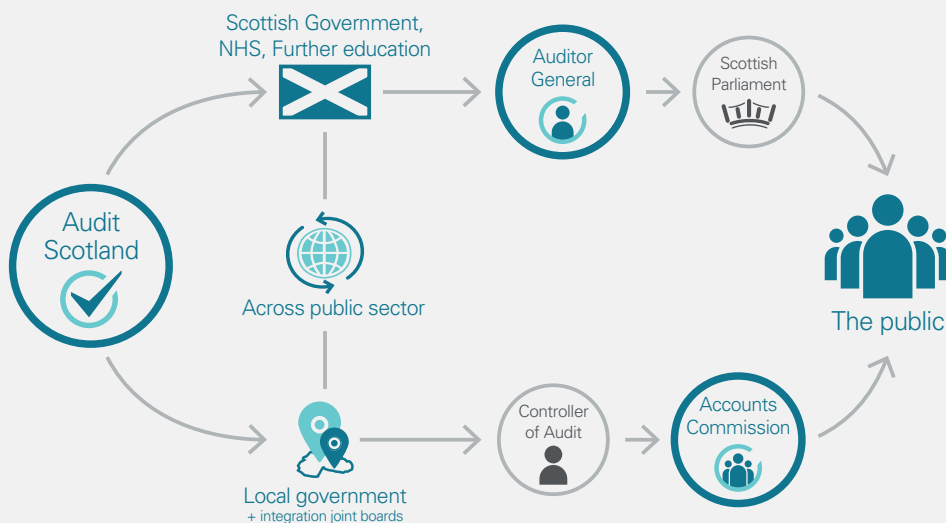 Scottish Government,
NHS, Further education
Auditor
General
Scottish
Parliament
Audit
Scotland
Across public sector
The public
Local government
+ integration joint boards
Controller
of Audit
Accounts
Commission